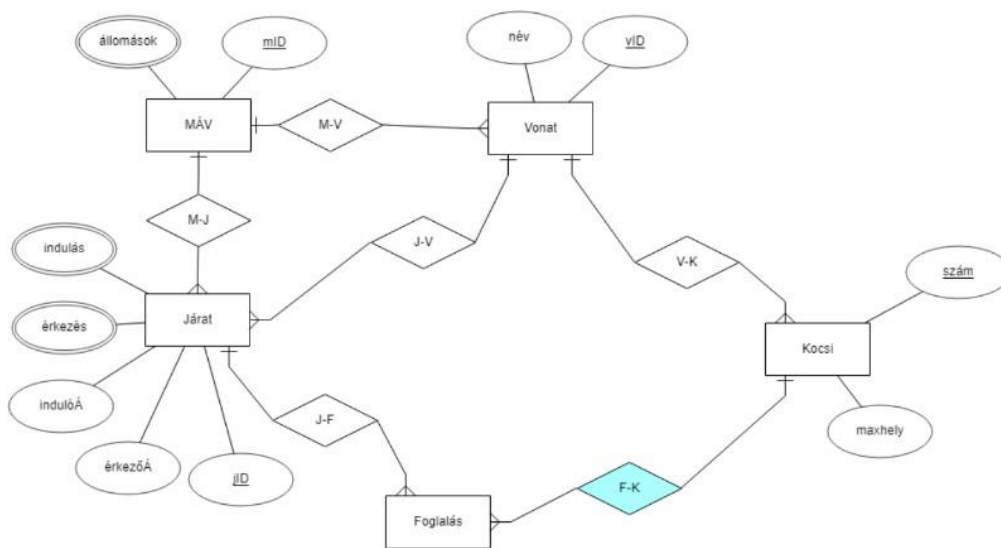 állomások
mID
név
vID
MÁV
M-V
Vonat
M-J
J-V
indulás
V-K
szám
érkezés
Járat
Kocsi
indulóÁ
J-F
maxhely
érkezőÁ
jID
F-K
Foglalás